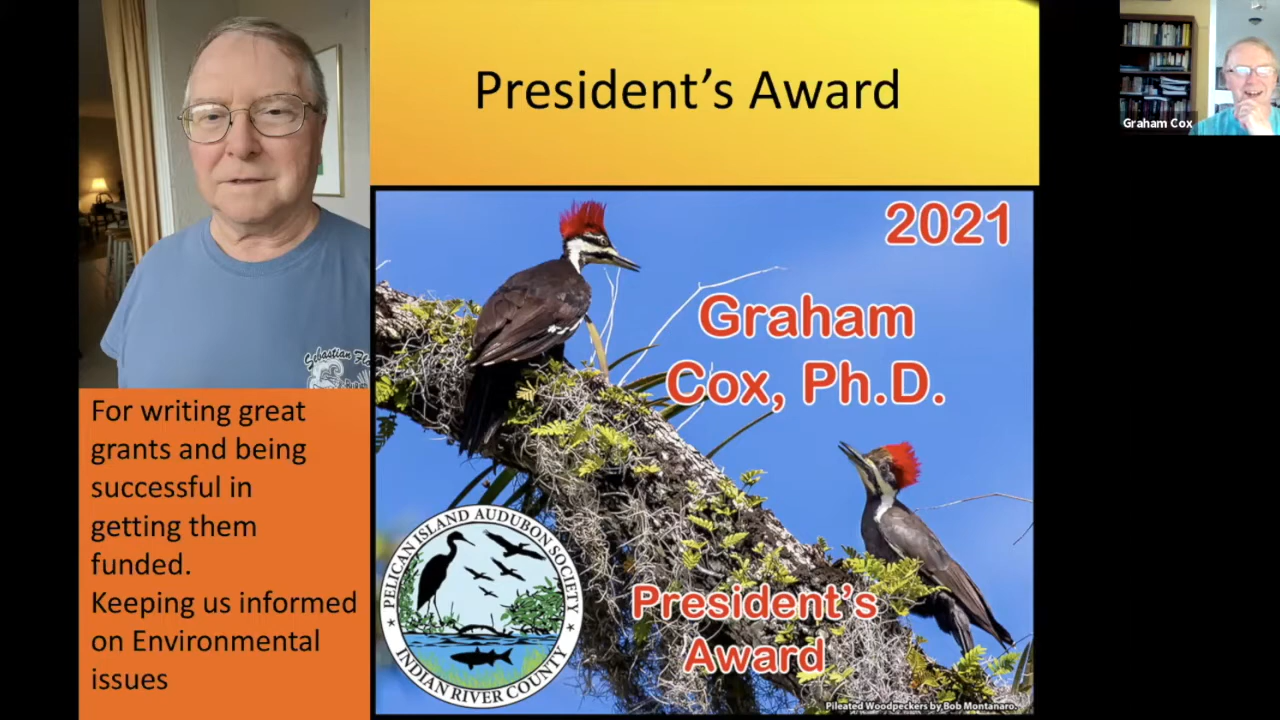 President's Award
Graham Cox
2021
Graham
Cox, Ph.D.
Sebastian
For writing great
grants and being
successful in
getting them
funded.
Keeping us informed
on Environmental
issues
PELICAN ISLAND AUDUBON SOCIETY
INDIAN RIVER COUNTY
President's
Award
Pileated Woodpeckers by Bob Montanaro.